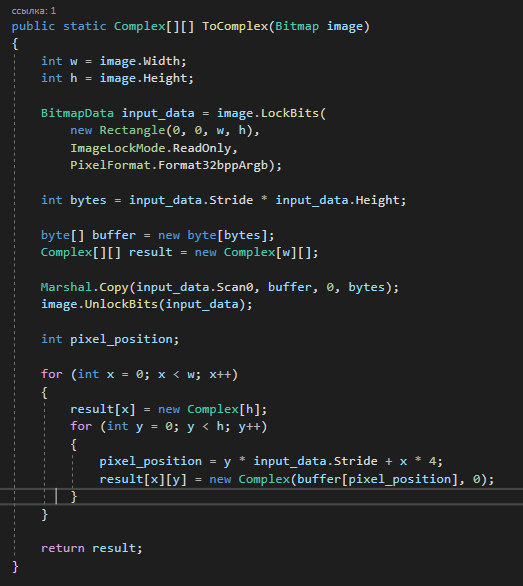 ссылка: 1
public static Complex[][] ToComplex(Bitmap image)
{
int w = image.Width;
int h = image.Height;
BitmapData input_data = image.LockBits(
new Rectangle(0, 0, w, h),
ImageLockMode.ReadOnly,
PixelFormat.Format32bppArgb);
int bytes = input_data.Stride * input_data.Height;
byte[] buffer = new byte[bytes];
Complex[][] result = new Complex[w][];
Marshal.Copy(input_data.Scan0, buffer, 0, bytes);
image.UnlockBits(input_data);
int pixel_position;
for (int x = 0; x < w; x++)
{
result[x] = new Complex[h];
for (int y = 0; y < h; y++)
{
pixel_position = y * input_data.Stride + x * 4;
result[x][y] = new Complex(buffer[pixel_position], 0);
}
}
return result;
}